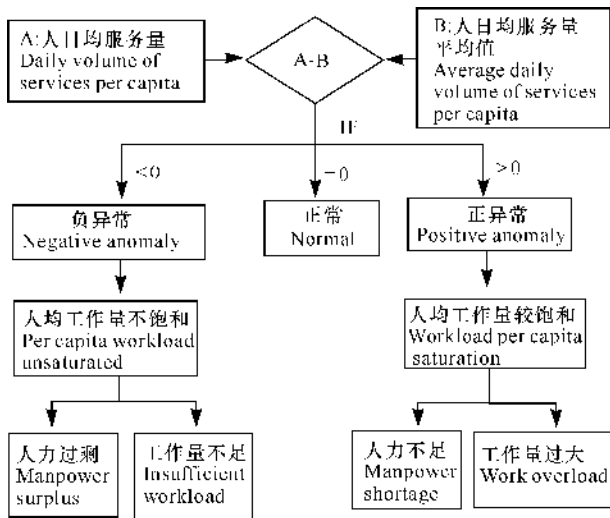 A:人日均服务量
Daily volume of
services per capita
A-B
B:人日均服务量
平均值
Average daily
volume of services
per capita
IF
<0
=0
>0
负异常
Negative anomaly
正常
Normal
正异常
Positive anomaly
人均工作量不饱和
Per capita workload
unsaturated
人均工作量较饱和
Workload per capita
saturation
人力过剩
Manpower
surplus
工作量不足
Insufficient
workload
人力不足
Manpower
shortage
工作量过大
Work overload